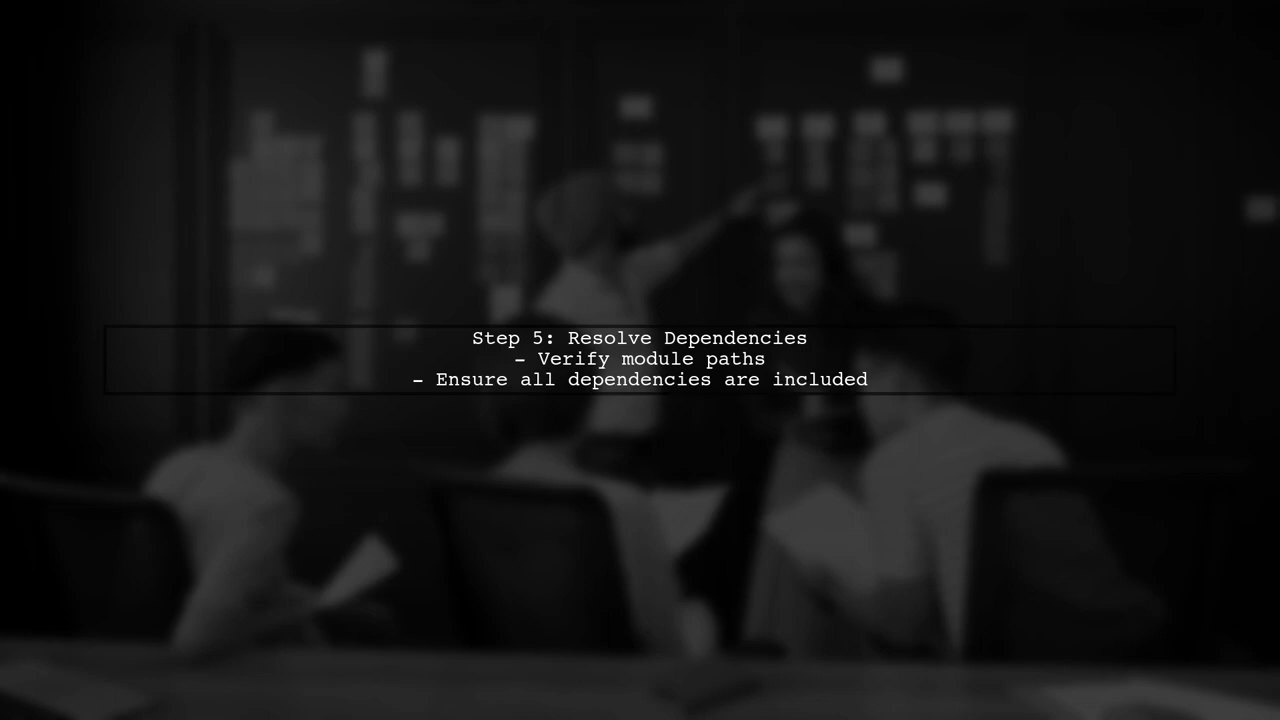 Step 5: Resolve Dependencies
– Verify module paths
– Ensure all dependencies are included